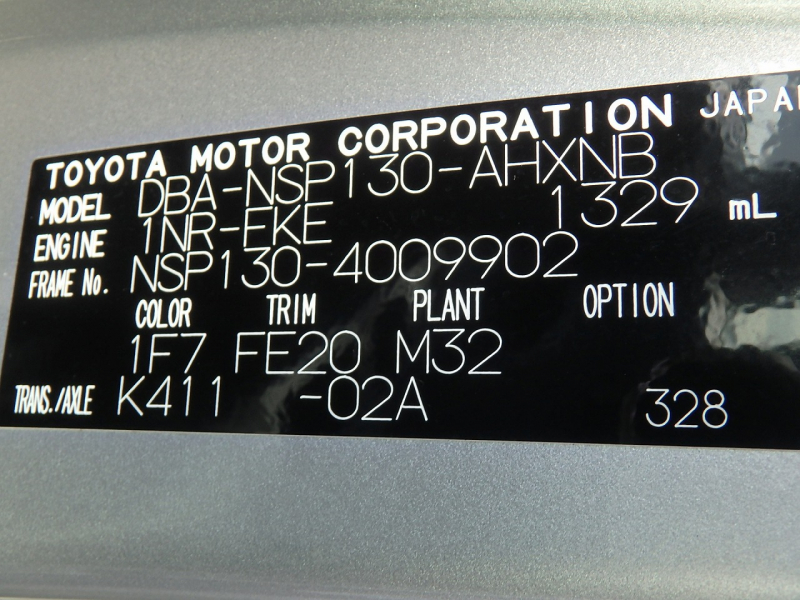 TOYOTA MOTOR CORPORATION JAPAN
MODEL DBA-NSP130-AHXNB
ENGINE 1NR-FKE 1329 mL
FRAME No. NSP130-4009902
COLOR TRIM PLANT OPTION
1F7 FE20 M32
TRANS./AXLE K411 -02A 328